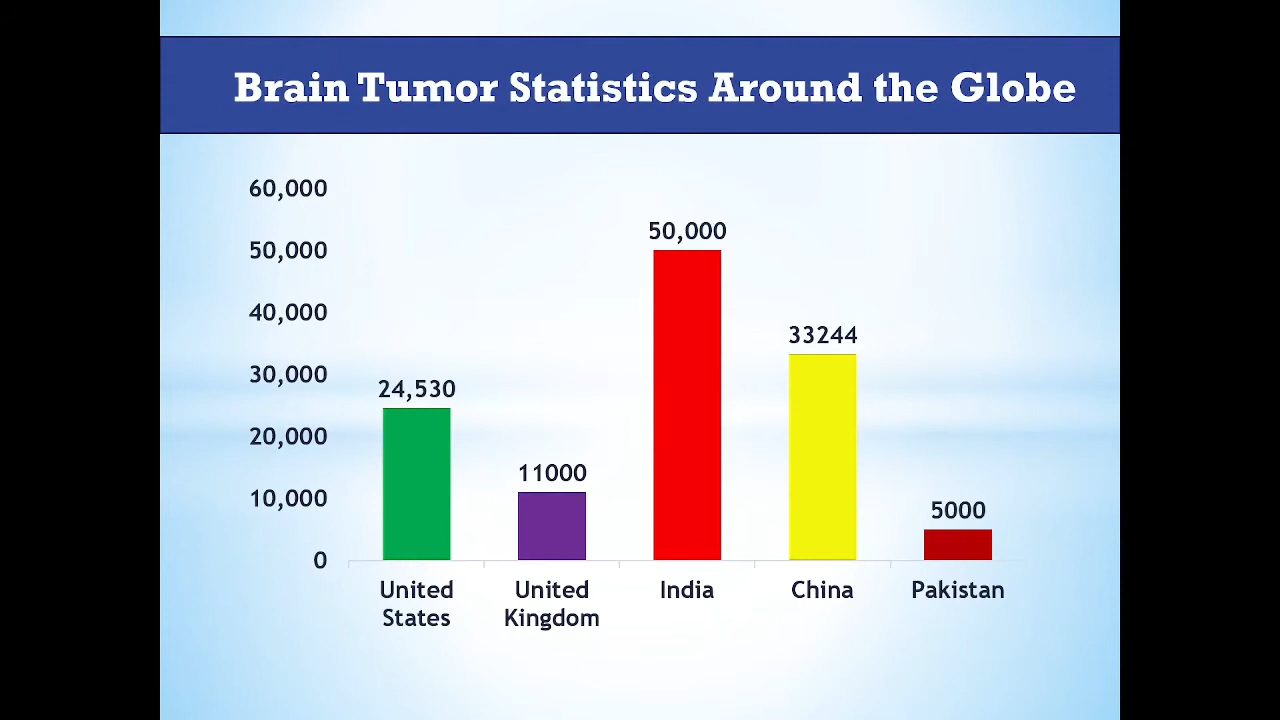 Brain Tumor Statistics Around the Globe
60,000
50,000
40,000
30,000
20,000
10,000
0
24,530
11000
50,000
33244
5000
United States
United Kingdom
India
China
Pakistan